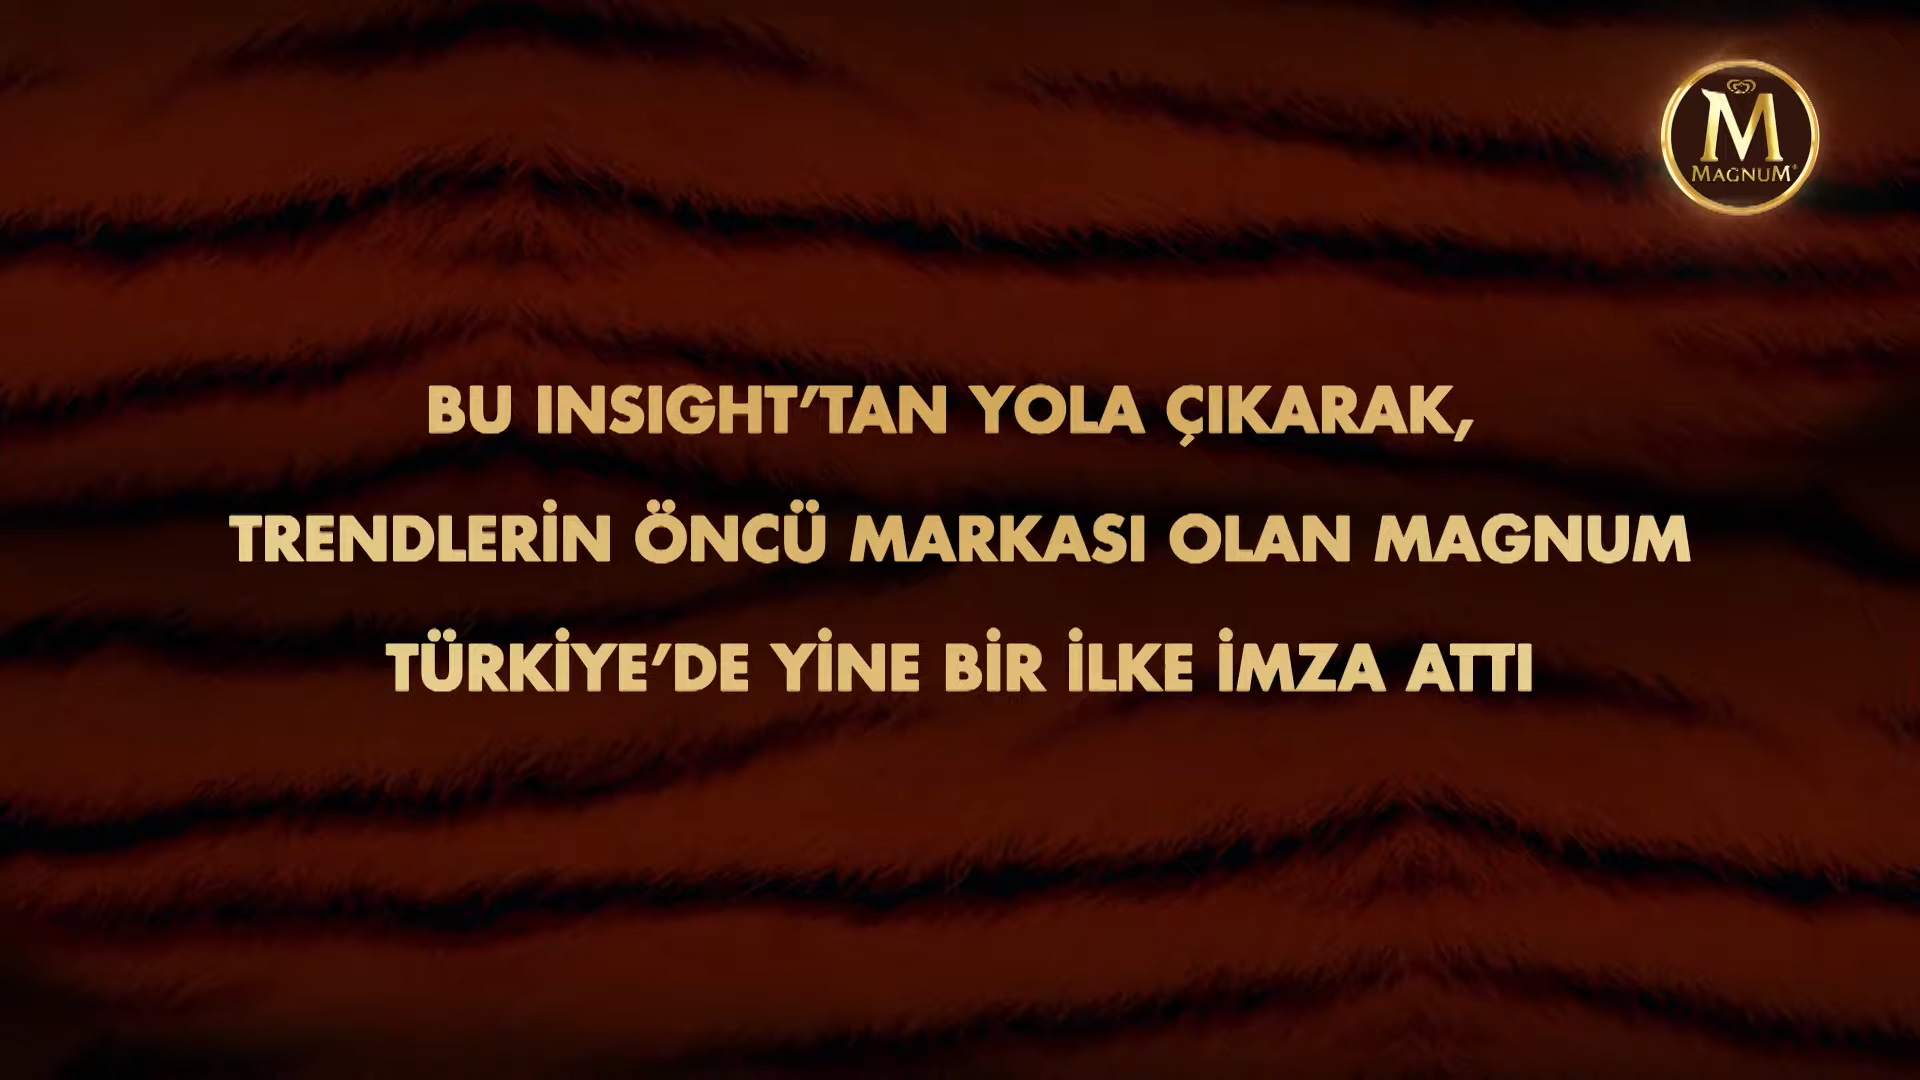 M
MAGNUM®
BU INSIGHT’TAN YOLA ÇIKARAK,
TRENDLERİN ÖNCÜ MARKASI OLAN MAGNUM
TÜRKİYE’DE YİNE BİR İLKE İMZA ATTI